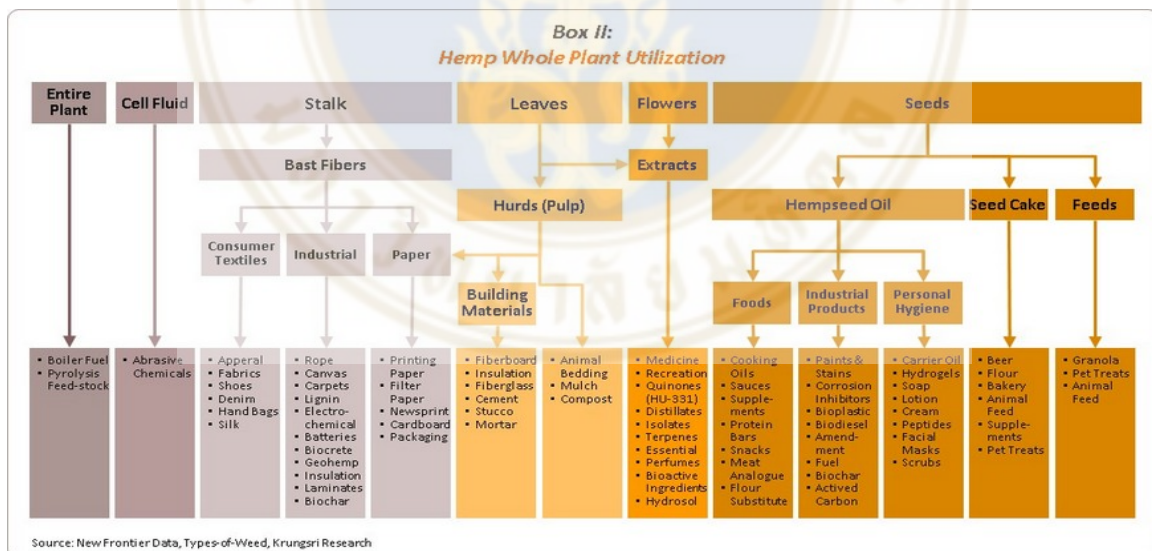 Box II:
Hemp Whole Plant Utilization
Entire
Plant
Cell Fluid
Stalk
Leaves
Flowers
Seeds
Bast Fibers
Extracts
Hurds (Pulp)
Hempseed Oil
Seed Cake
Feeds
Consumer
Textiles
Industrial
Paper
Building
Materials
Foods
Industrial
Products
Personal
Hygiene
• Boiler Fuel
• Pyrolysis
Feed-stock
• Abrasive
Chemicals
• Apperal
• Fabrics
• Shoes
• Denim
• Hand Bags
• Silk
• Rope
• Canvas
• Carpets
• Lignin
• Electro-
chemical
• Batteries
• Biocrete
• Geohemp
• Insulation
• Laminates
• Biochar
• Printing
Paper
• Filter
Paper
• Newsprint
• Cardboard
• Packaging
• Fiberboard
• Insulation
• Fiberglass
• Cement
• Stucco
• Mortar
• Animal
Bedding
• Mulch
• Compost
• Medicine
• Recreation
• Quinones
(HU-331)
• Distillates
• Isolates
• Terpenes
• Essential
• Perfumes
• Bioactive
Ingredients
• Hydrosol
• Cooking
Oils
• Sauces
• Supple-
ments
• Protein
Bars
• Snacks
• Meat
Analogue
• Flour
Substitute
• Paints &
Stains
• Corrosion
Inhibitors
• Bioplastic
• Biodiesel
• Amend-
ment
• Fuel
• Biochar
• Actived
Carbon
• Carrier Oil
• Hydrogels
• Soap
• Lotion
• Cream
• Peptides
• Facial
Masks
• Scrubs
• Beer
• Flour
• Bakery
• Animal
Feed
• Supple-
ments
• Pet Treats
• Granola
• Pet Treats
• Animal
Feed
Source: New Frontier Data, Types-of-Weed, Krungsri Research